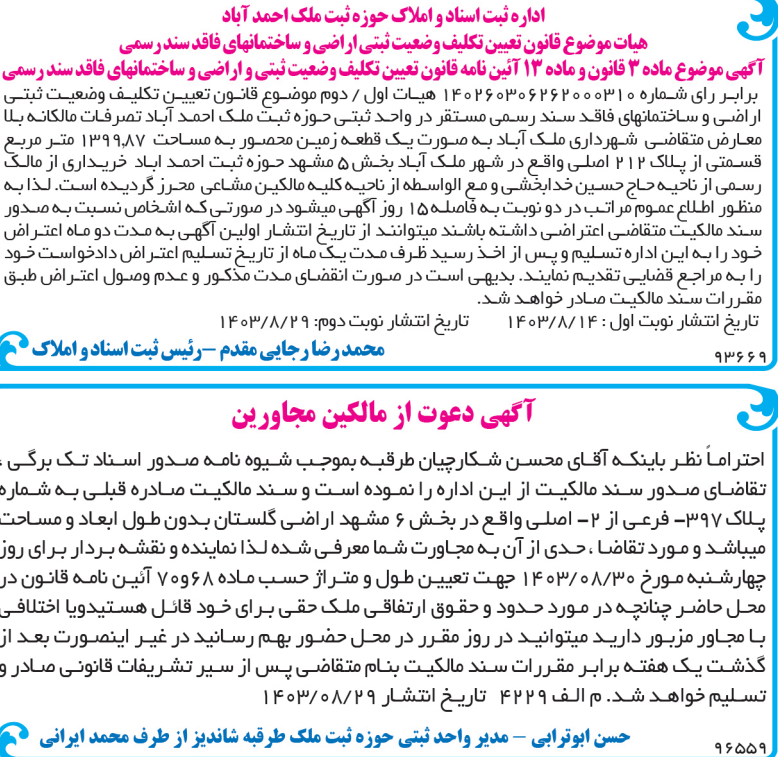 اداره ثبت اسناد و املاک حوزه ثبت ملک احمد آباد
هیات موضوع قانون تعیین تکلیف وضعیت ثبتی اراضی و ساختمانهای فاقد سند رسمی
آگهی موضوع ماده ۳ قانون و ماده ۱۳ آئین نامه قانون تعیین تکلیف وضعیت ثبتی و اراضی و ساختمانهای فاقد سند رسمی
برابر رای شماره ۱۴۰۲۶۰۳۰۶۲۶۲۰۰۰۳۱۰ هیات اول / دوم موضوع قانون تعیین تکلیف وضعیت ثبتی
اراضی و ساختمانهای فاقد سند رسمی مستقر در واحد ثبتی حوزه ثبت ملک احمد آباد تصرفات مالکانه بلا
معارض متقاضی شهرداری ملک آباد به صورت یک قطعه زمین محصور به مساحت ۱۳۹۹,۸۷ متر مربع
قسمتی از پلاک ۲۱۲ اصلی واقع در شهر ملک آباد بخش ۵ مشهد حوزه ثبت احمد اباد خریداری از مالک
رسمی از ناحیه حاج حسین خدابخشی و مع الواسطه از ناحیه کلیه مالکین مشاعی محرز گردیده است. لذا به
منظور اطلاع عموم مراتب در دو نوبت به فاصله ۱۵ روز آگهی میشود در صورتی که اشخاص نسبت به صدور
سند مالکیت متقاضی اعتراضی داشته باشند میتوانند از تاریخ انتشار اولین آگهی به مدت دو ماه اعتراض
خود را به این اداره تسلیم و پس از اخذ رسید ظرف مدت یک ماه از تاریخ تسلیم اعتراض دادخواست خود
را به مراجع قضایی تقدیم نمایند. بدیهی است در صورت انقضای مدت مذکور و عدم وصول اعتراض طبق
مقررات سند مالکیت صادر خواهد شد.
تاریخ انتشار نوبت اول : ۱۴۰۳/۸/۱۴ تاریخ انتشار نوبت دوم: ۱۴۰۳/۸/۲۹
محمد رضا رجایی مقدم –رئیس ثبت اسناد و املاک
۹۳۶۶۹
آگهی دعوت از مالکین مجاورین
احتراماً نظر باینکه آقای محسن شکارچیان طرقبه بموجب شیوه نامه صدور اسناد تک برگی ،
تقاضای صدور سند مالکیت از این اداره را نموده است و سند مالکیت صادره قبلی به شماره
پلاک ۳۹۷– فرعی از ۲– اصلی واقع در بخش ۶ مشهد اراضی گلستان بدون طول ابعاد و مساحت
میباشد و مورد تقاضا ، حدی از آن به مجاورت شما معرفی شده لذا نماینده و نقشه بردار برای روز
چهارشنبه مورخ ۱۴۰۳/۰۸/۳۰ جهت تعیین طول و متراژ حسب ماده ۶۸و۷۰ آئین نامه قانون در
محل حاضر چنانچه در مورد حدود و حقوق ارتفاقی ملک حقی برای خود قائل هستیدویا اختلافی
با مجاور مزبور دارید میتوانید در روز مقرر در محل حضور بهم رسانید در غیر اینصورت بعد از
گذشت یک هفته برابر مقررات سند مالکیت بنام متقاضی پس از سیر تشریفات قانونی صادر و
تسلیم خواهد شد. م الف ۴۲۲۹ تاریخ انتشار ۱۴۰۳/۰۸/۲۹
حسن ابوترابی – مدیر واحد ثبتی حوزه ثبت ملک طرقبه شاندیز از طرف محمد ایرانی
۹۶۵۵۹